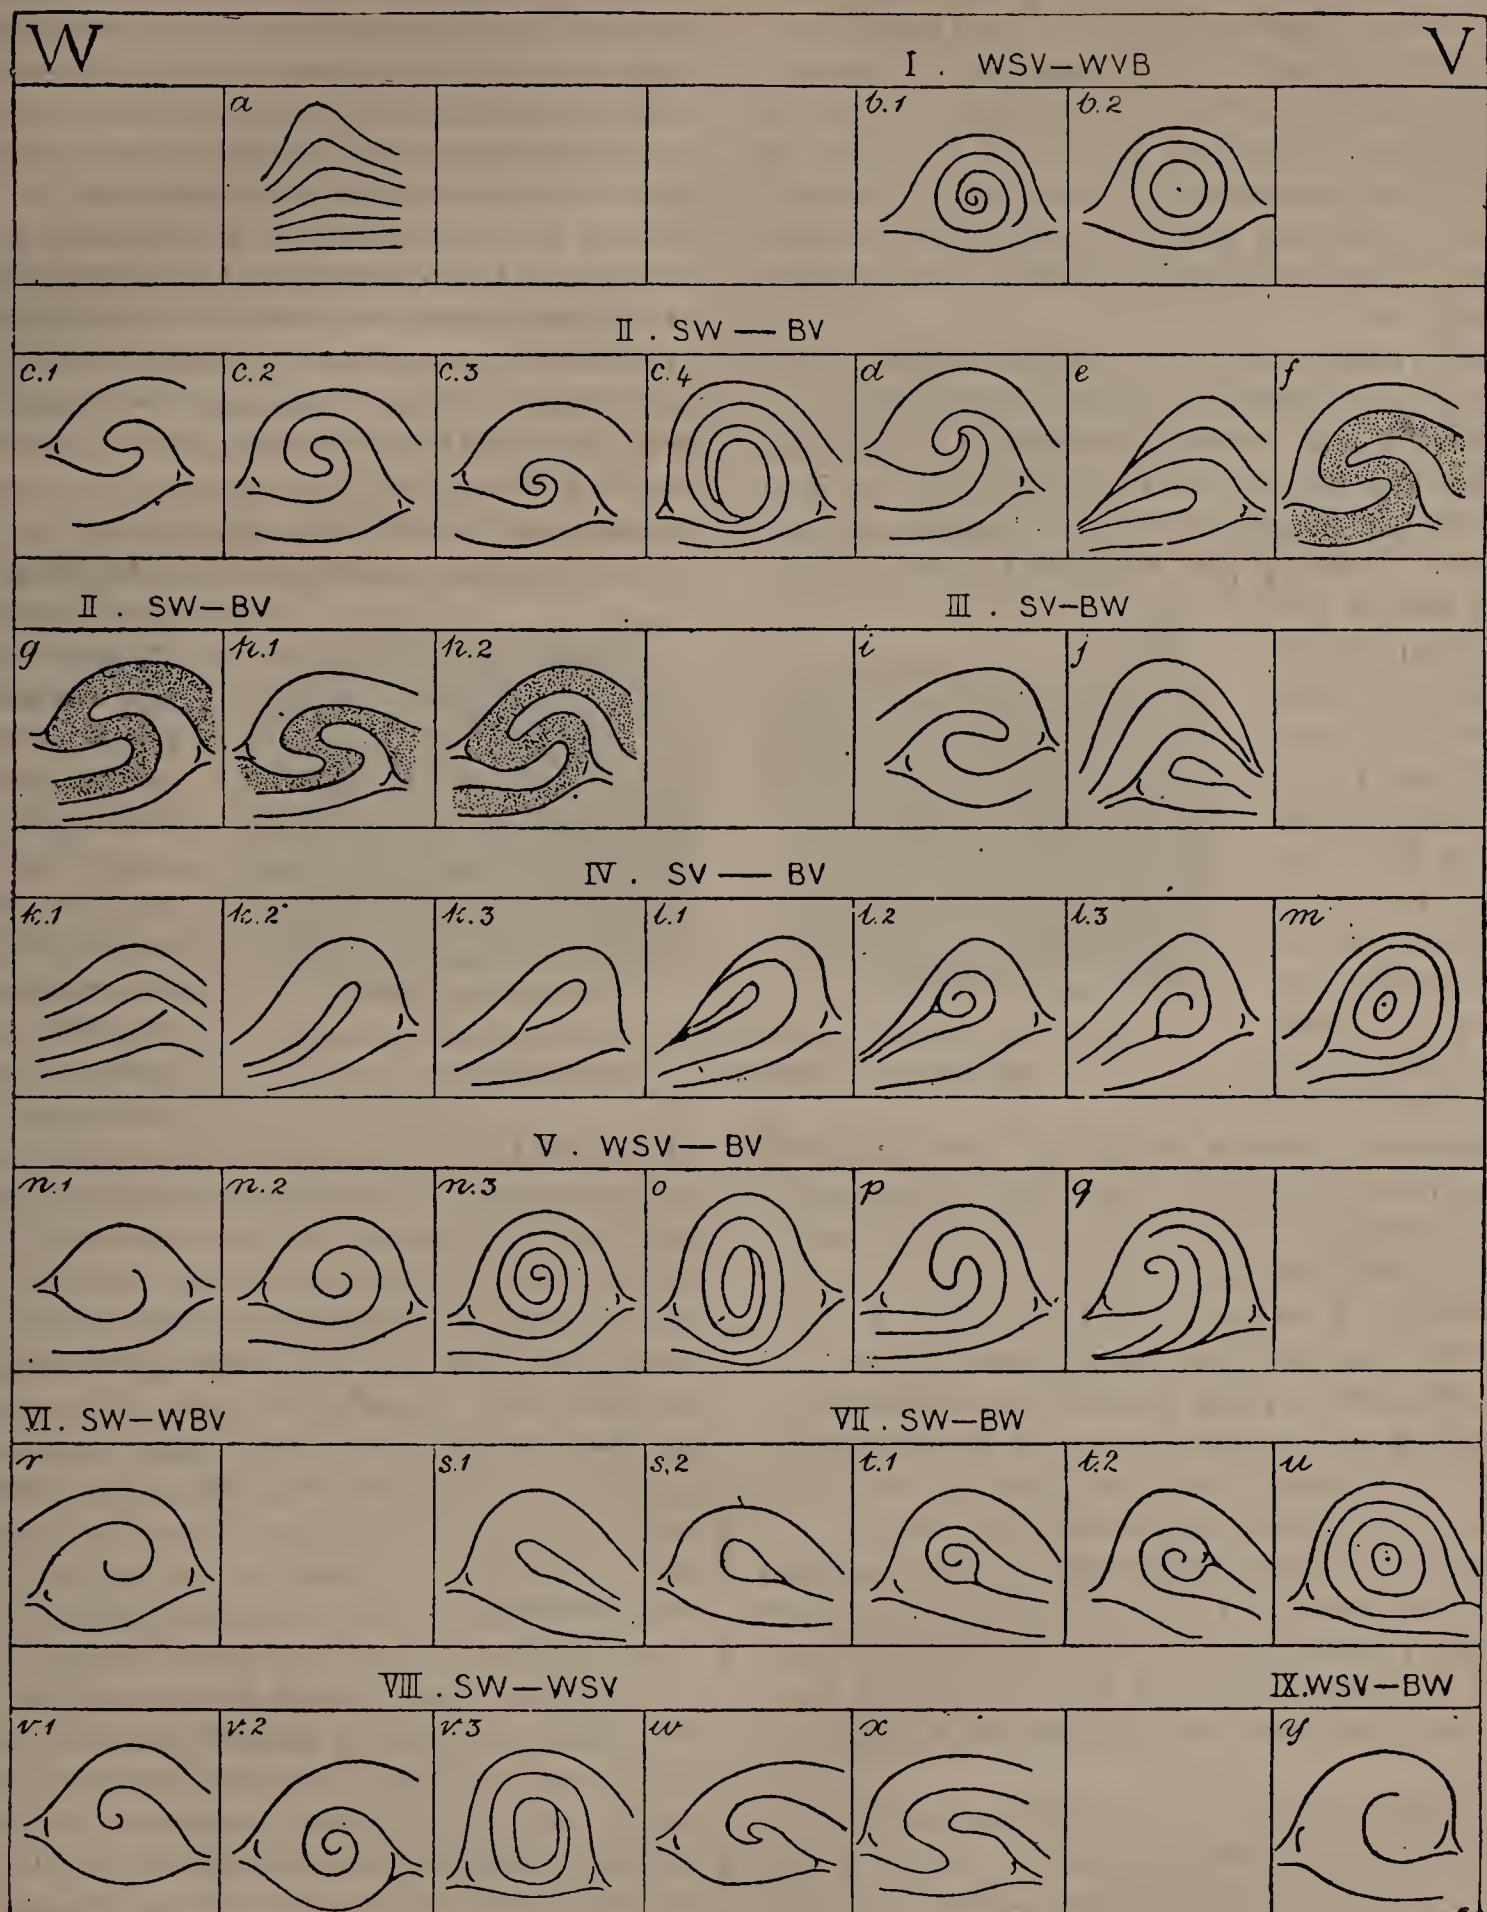 W V
I . WSV–WVB
a b.1 b.2
II . SW — BV
c.1 c.2 c.3 c.4 d e f
II . SW–BV III . SV–BW
g h.1 h.2 i j
IV . SV — BV
k.1 k.2 k.3 l.1 l.2 l.3 m
V . WSV — BV
n.1 n.2 n.3 o p q
VI. SW–WBV VII . SW–BW
r s.1 s.2 t.1 t.2 u
VIII . SW–WSV IX.WSV–BW
v.1 v.2 v.3 w x y